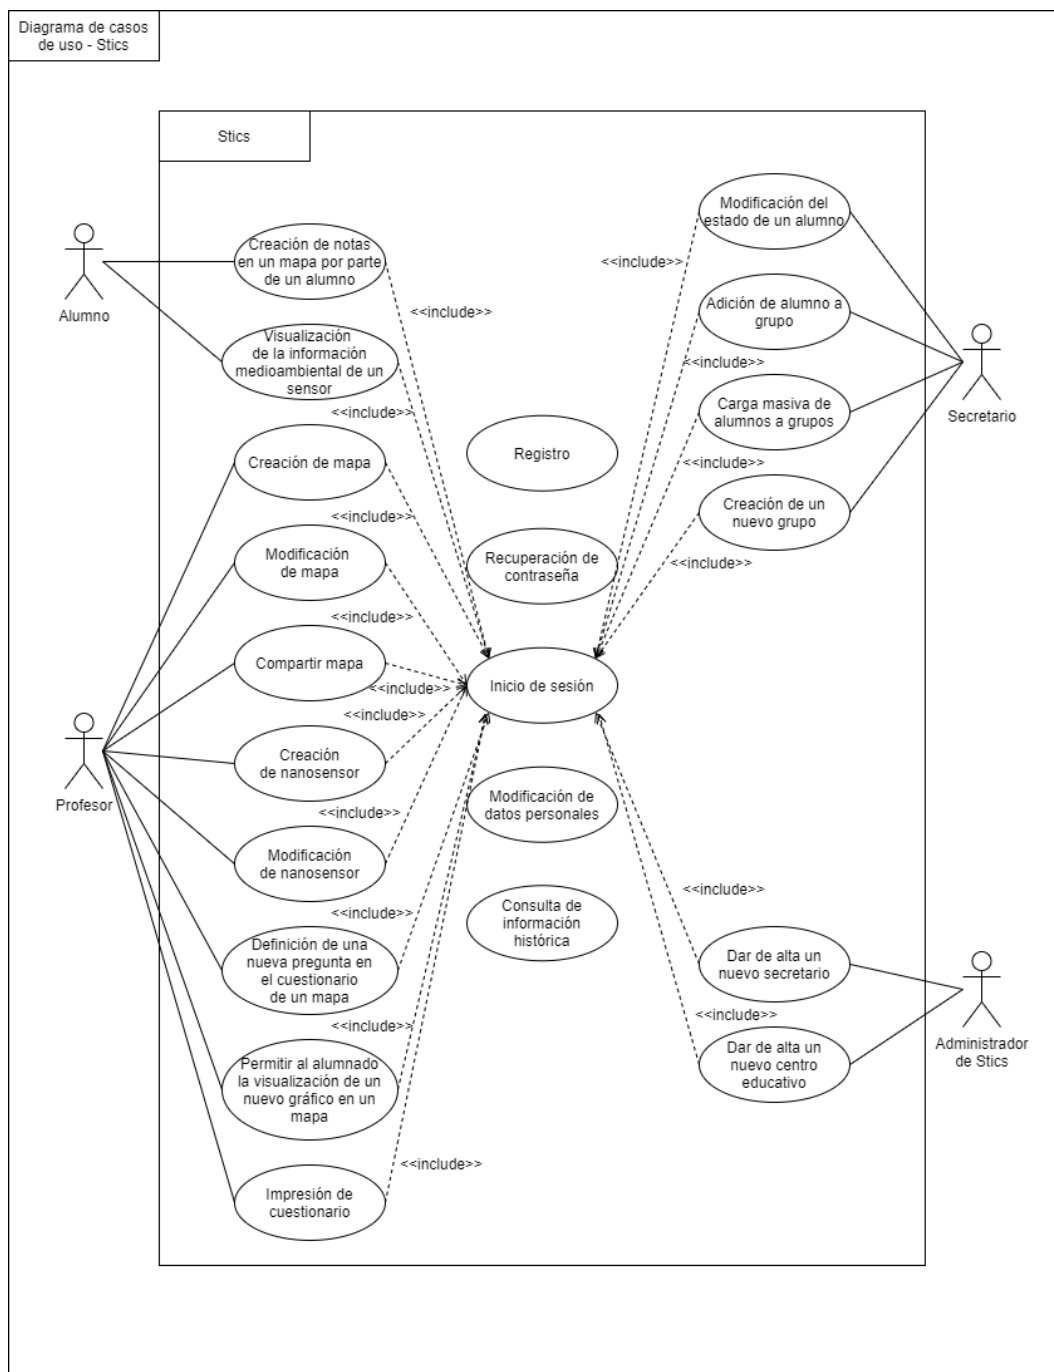 Diagrama de casos
de uso - Stics
Stics
Modificación del
estado de un alumno
Creación de notas
en un mapa por parte
de un alumno
<<include>>
Alumno
<<include>>
Adición de alumno a
grupo
Visualización
de la información
medioambiental de un
sensor
<<include>>
Secretario
<<include>>
Carga masiva de
alumnos a grupos
Registro
Creación de mapa
<<include>>
<<include>>
Creación de un
nuevo grupo
Modificación
de mapa
Recuperación de
contraseña
<<include>>
<<include>>
Compartir mapa
<<include>>
Inicio de sesión
<<include>>
Creación
de nanosensor
Profesor
<<include>>
Modificación de
datos personales
Modificación
de nanosensor
<<include>>
Consulta de
información
histórica
<<include>>
Definición de una
nueva pregunta en
el cuestionario
de un mapa
Dar de alta un
nuevo secretario
<<include>>
<<include>>
Administrador
de Stics
Permitir al alumnado
la visualización de un
nuevo gráfico en un
mapa
Dar de alta un
nuevo centro
educativo
<<include>>
Impresión de
cuestionario